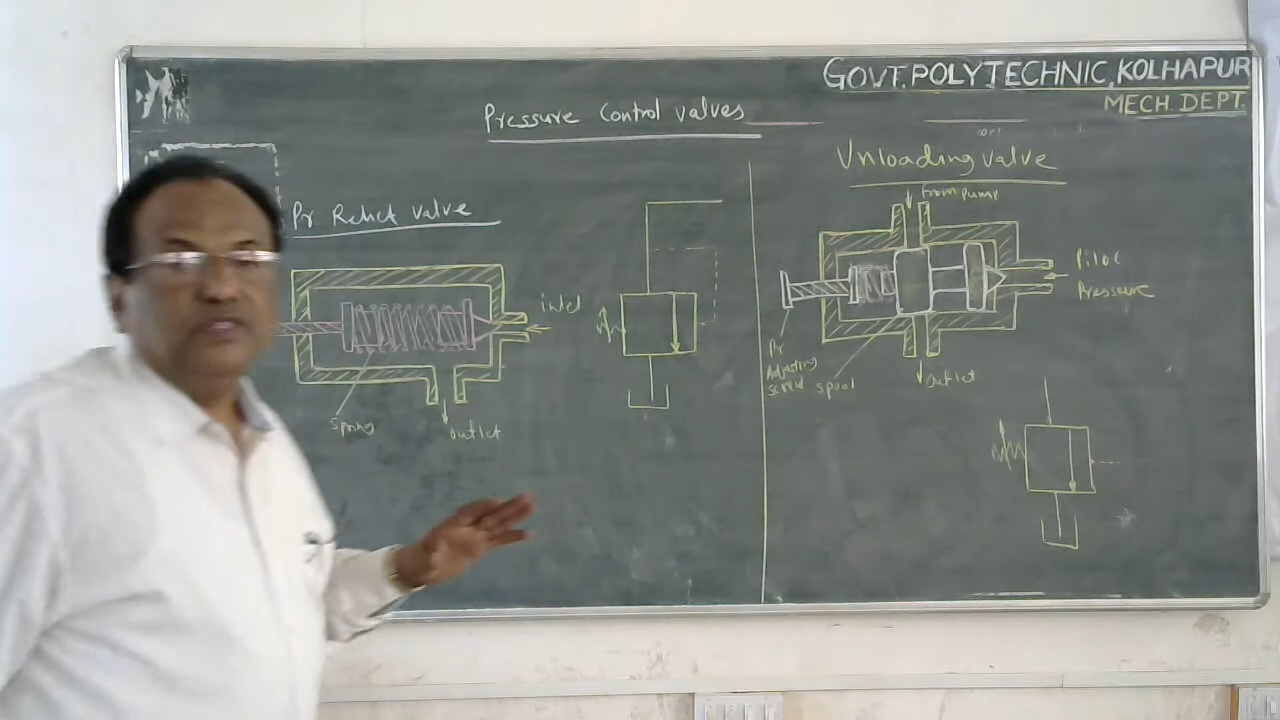 GOVT. POLYTECHNIC, KOLHAPUR
MECH. DEPT.
Pressure Control valves
Pr Relief valve
inlet
spring
outlet
Unloading valve
from pump
Pilot
Pressure
Pr
Adjusting
screw
spool
outlet